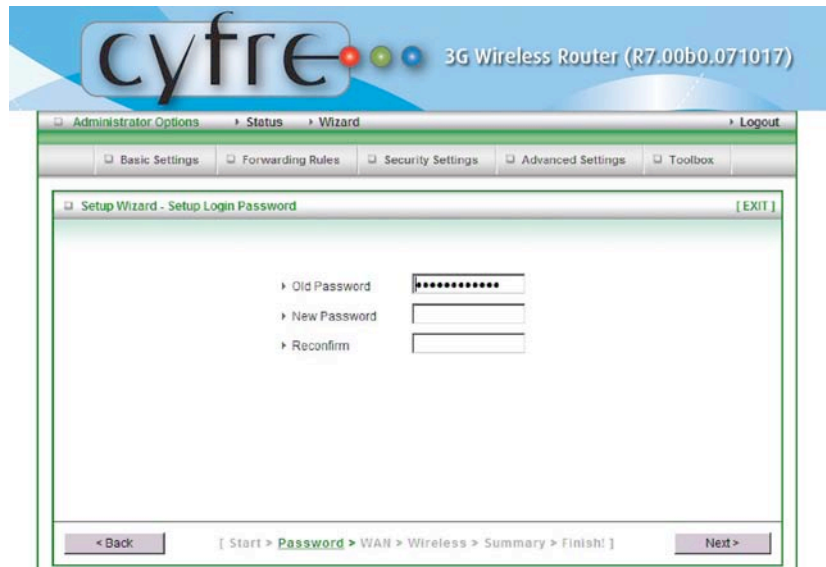 cyfre
3G Wireless Router (R7.00b0.071017)
Administrator Options Status Wizard Logout
Basic Settings Forwarding Rules Security Settings Advanced Settings Toolbox
Setup Wizard - Setup Login Password [EXIT]
Old Password ••••••••••••
New Password
Reconfirm
< Back [ Start > Password > WAN > Wireless > Summary > Finish! ] Next >